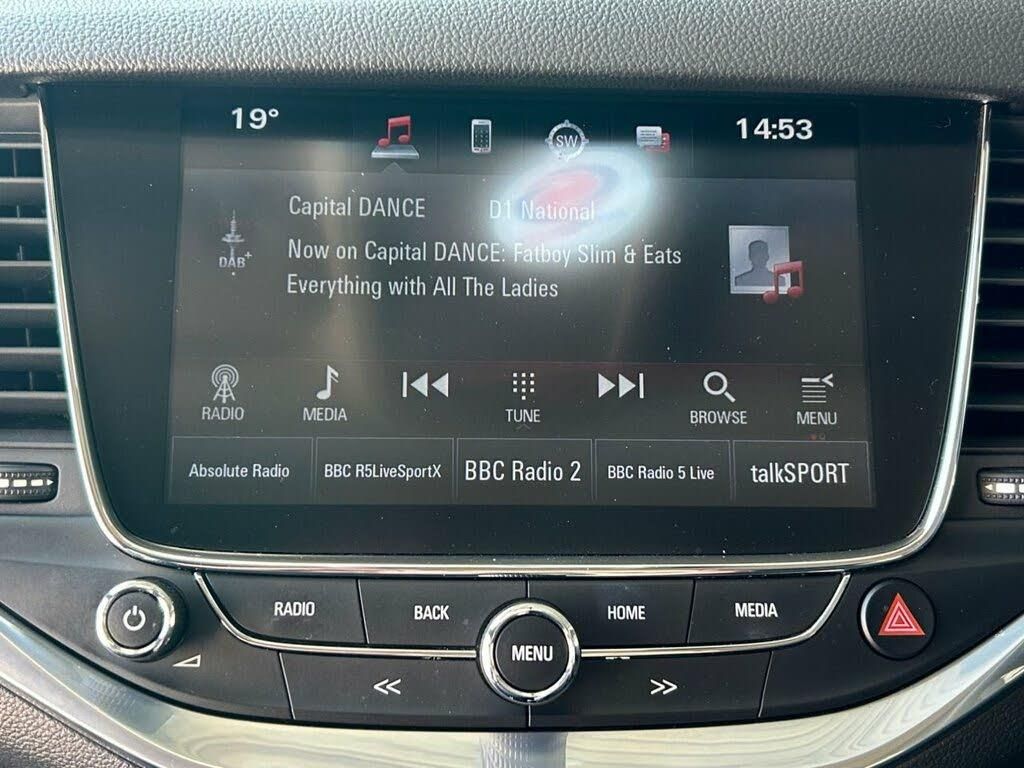 19°
SW
14:53
Capital DANCE
D1 National
DAB+
Now on Capital DANCE: Fatboy Slim & Eats
Everything with All The Ladies
RADIO
MEDIA
TUNE
BROWSE
MENU
Absolute Radio
BBC R5LiveSportX
BBC Radio 2
BBC Radio 5 Live
talkSPORT
RADIO
BACK
HOME
MEDIA
MENU